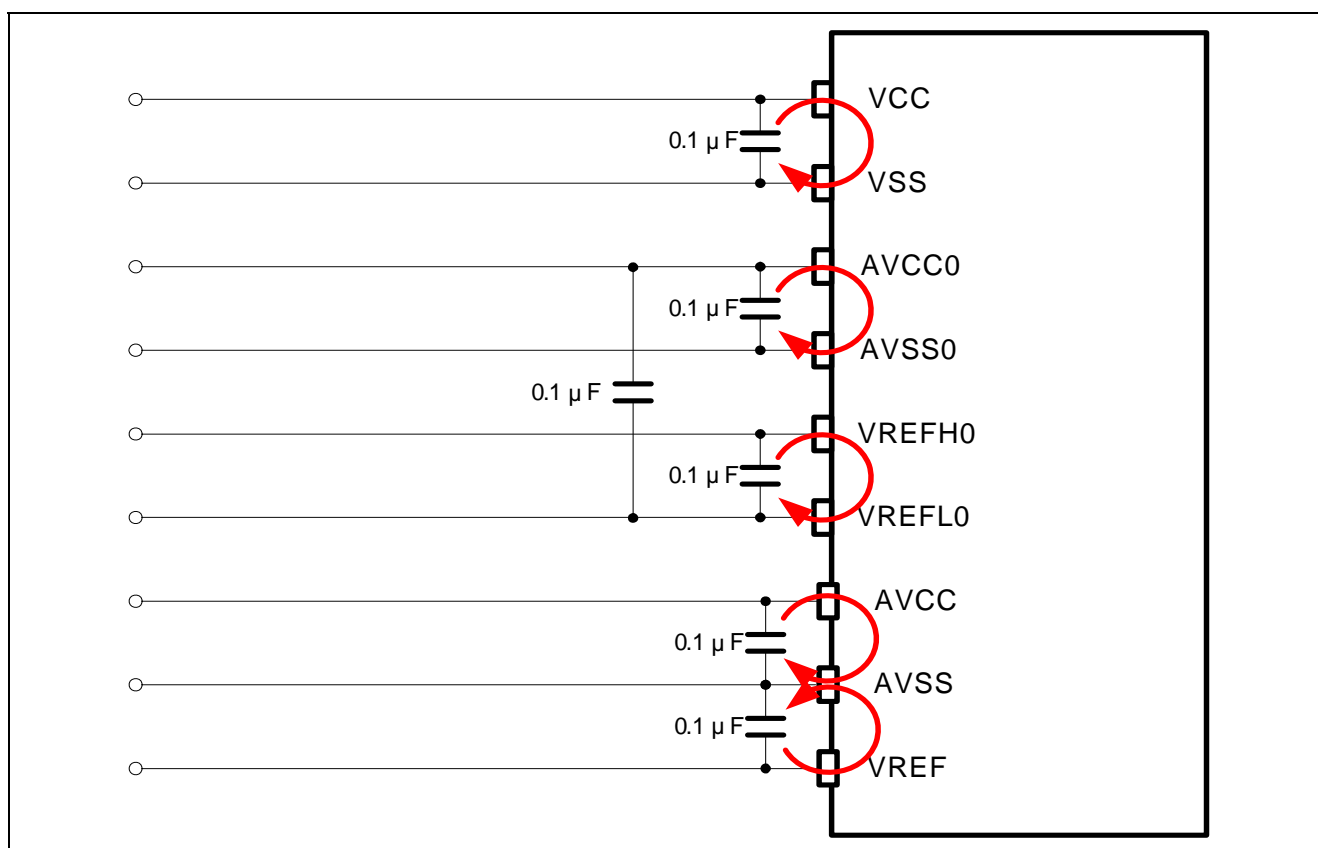 VCC
0.1 µ F
VSS
AVCC0
0.1 µ F
AVSS0
0.1 µ F
VREFH0
0.1 µ F
VREFL0
AVCC
0.1 µ F
AVSS
0.1 µ F
VREF